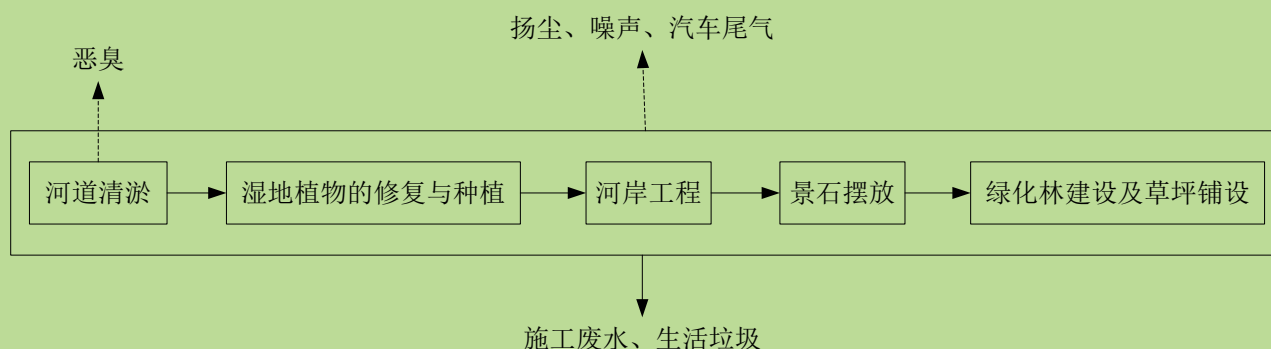 扬尘、噪声、汽车尾气
恶臭
河道清淤
湿地植物的修复与种植
河岸工程
景石摆放
绿化林建设及草坪铺设
施工废水、生活垃圾